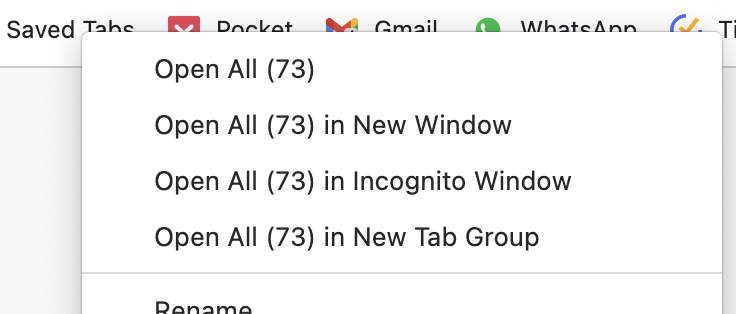 Saved Tabs Pocket Gmail WhatsApp Ti
Open All (73)
Open All (73) in New Window
Open All (73) in Incognito Window
Open All (73) in New Tab Group
Rename